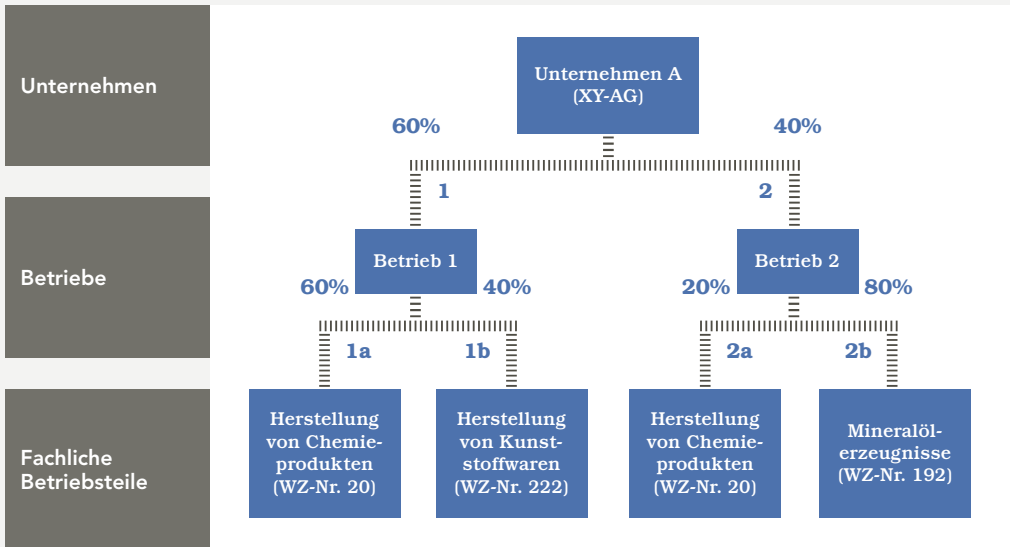 Unternehmen
Unternehmen A
(XY-AG)
60%
40%
1
2
Betriebe
Betrieb 1
Betrieb 2
60%
40%
20%
80%
1a
1b
2a
2b
Fachliche
Betriebsteile
Herstellung
von Chemie-
produkten
(WZ-Nr. 20)
Herstellung
von Kunst-
stoffwaren
(WZ-Nr. 222)
Herstellung
von Chemie-
produkten
(WZ-Nr. 20)
Mineralöl-
erzeugnisse
(WZ-Nr. 192)